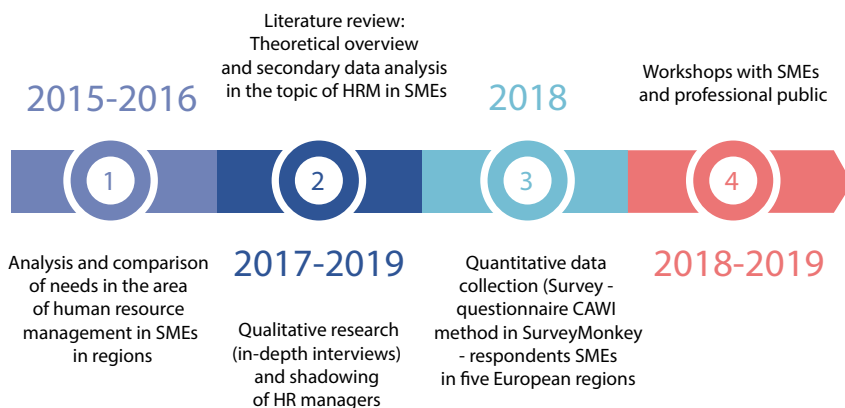 2015-2016
1
Analysis and comparison
of needs in the area
of human resource
management in SMEs
in regions
Literature review:
Theoretical overview
and secondary data analysis
in the topic of HRM in SMEs
2
2017-2019
Qualitative research
(in-depth interviews)
and shadowing
of HR managers
2018
3
Quantitative data
collection (Survey -
questionnaire CAWI
method in SurveyMonkey
- respondents SMEs
in five European regions
Workshops with SMEs
and professional public
4
2018-2019